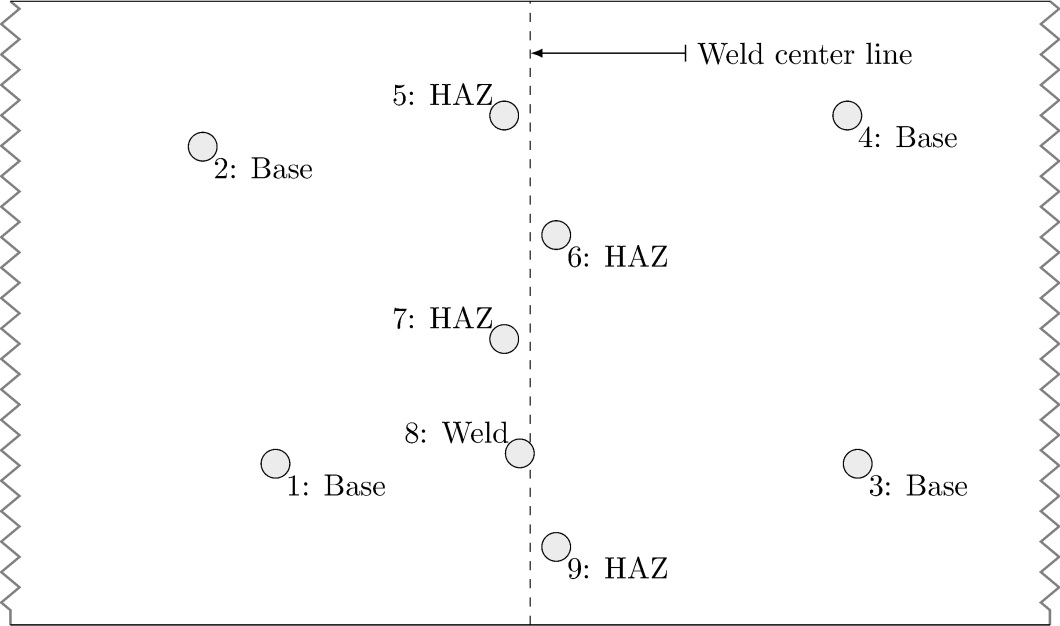 Weld center line
5: HAZ
4: Base
2: Base
6: HAZ
7: HAZ
8: Weld
1: Base
3: Base
9: HAZ